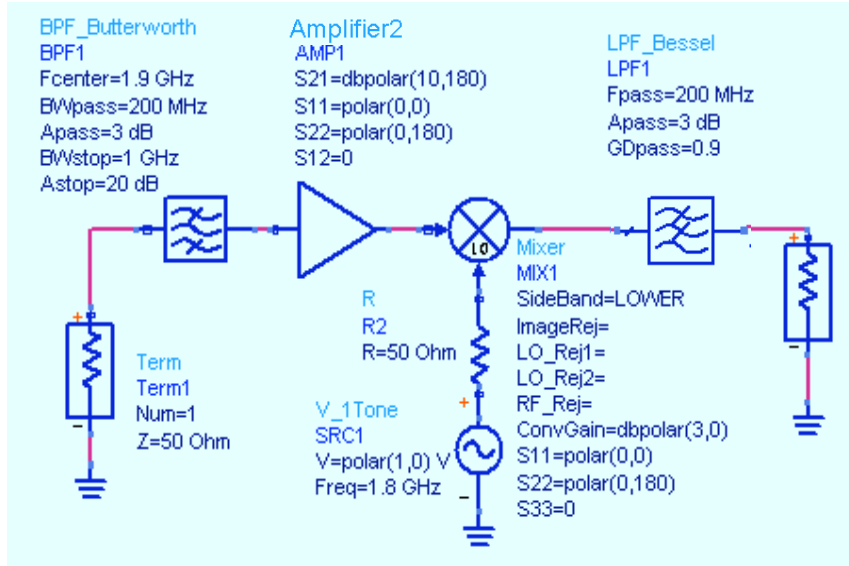 BPF_Butterworth
BPF1
Fcenter=1.9 GHz
BWpass=200 MHz
Apass=3 dB
BWstop=1 GHz
Astop=20 dB
Amplifier2
AMP1
S21=dbpolar(10,180)
S11=polar(0,0)
S22=polar(0,180)
S12=0
LPF_Bessel
LPF1
Fpass=200 MHz
Apass=3 dB
GDpass=0.9
LO
Mixer
MIX1
SideBand=LOWER
ImageRej=
LO_Rej1=
LO_Rej2=
RF_Rej=
ConvGain=dbpolar(3,0)
S11=polar(0,0)
S22=polar(0,180)
S33=0
R
R2
R=50 Ohm
+
-
Term
Term1
Num=1
Z=50 Ohm
V_1Tone
SRC1
V=polar(1,0) V
Freq=1.8 GHz
+
-
+
-